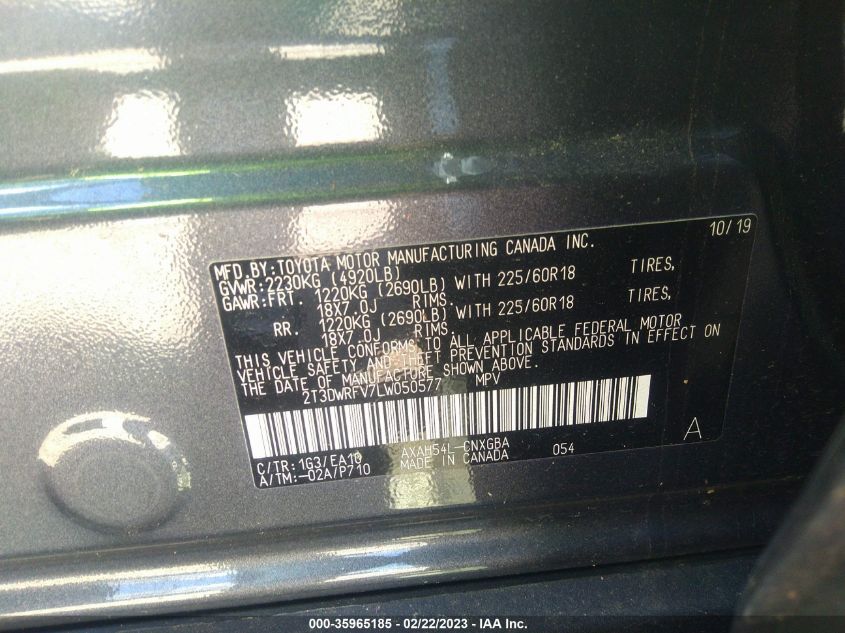 10/19
MFD.BY:TOYOTA MOTOR MANUFACTURING CANADA INC.
GVWR:2230KG (4920LB)
GAWR:FRT. 1220KG (2690LB) WITH 225/60R18 TIRES,
18X7.0J RIMS.
RR. 1220KG (2690LB) WITH 225/60R18 TIRES,
18X7.0J RIMS.
THIS VEHICLE CONFORMS TO ALL APPLICABLE FEDERAL MOTOR
VEHICLE SAFETY AND THEFT PREVENTION STANDARDS IN EFFECT ON
THE DATE OF MANUFACTURE SHOWN ABOVE.
2T3DWRFV7LW050577 MPV
A
C/TR:1G3/EA10 AXAH54L-CNXGBA 054
A/TM:-02A/P710 MADE IN CANADA
000-35965185 - 02/22/2023 - IAA Inc.